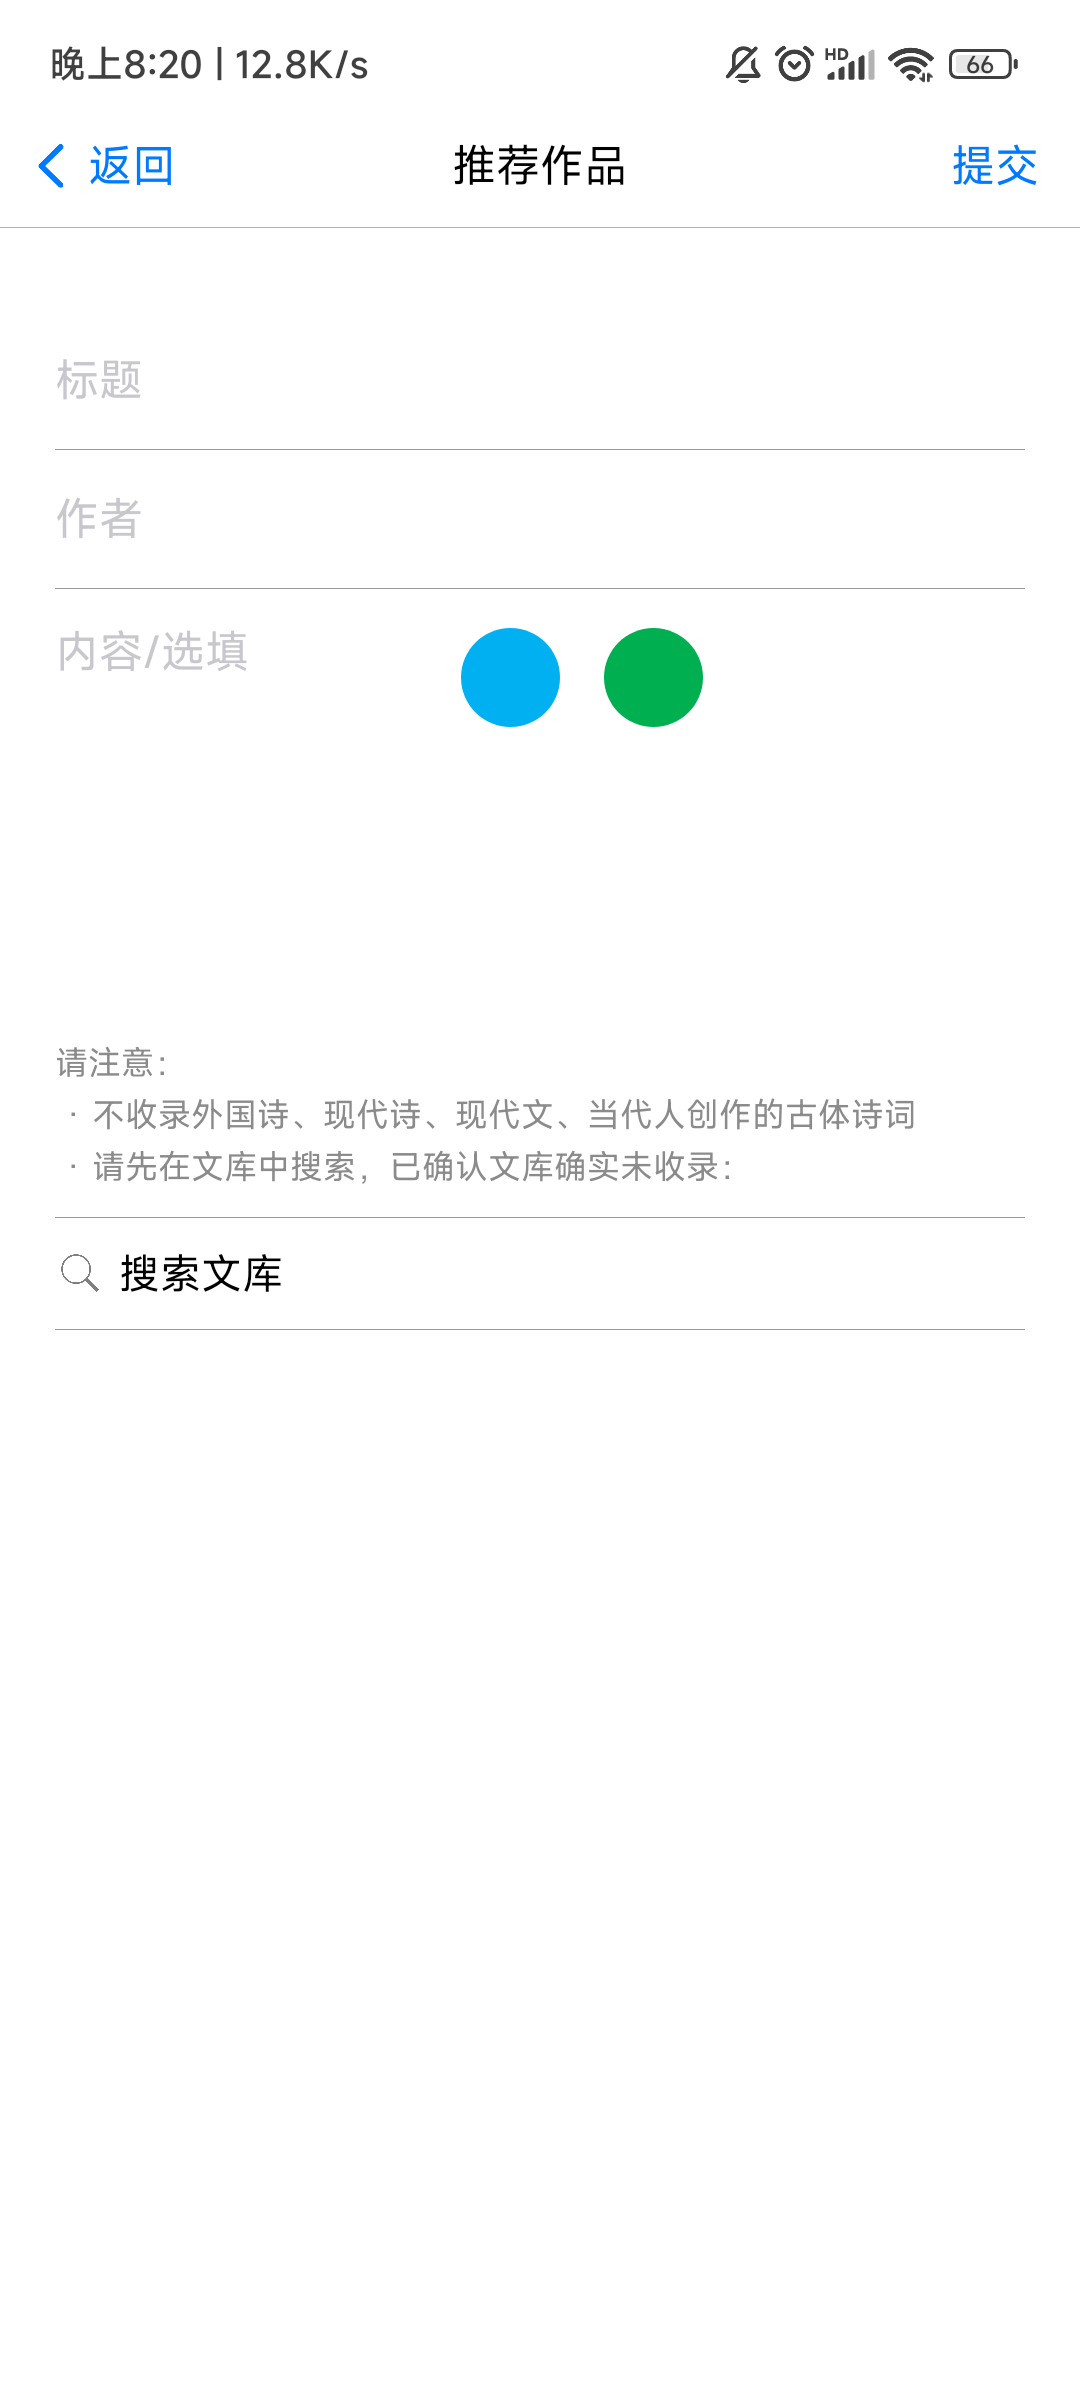 晚上8:20 | 12.8K/s HD 66
返回 推荐作品 提交
标题
作者
内容/选填
请注意：
· 不收录外国诗、现代诗、现代文、当代人创作的古体诗词
· 请先在文库中搜索，已确认文库确实未收录：
搜索文库